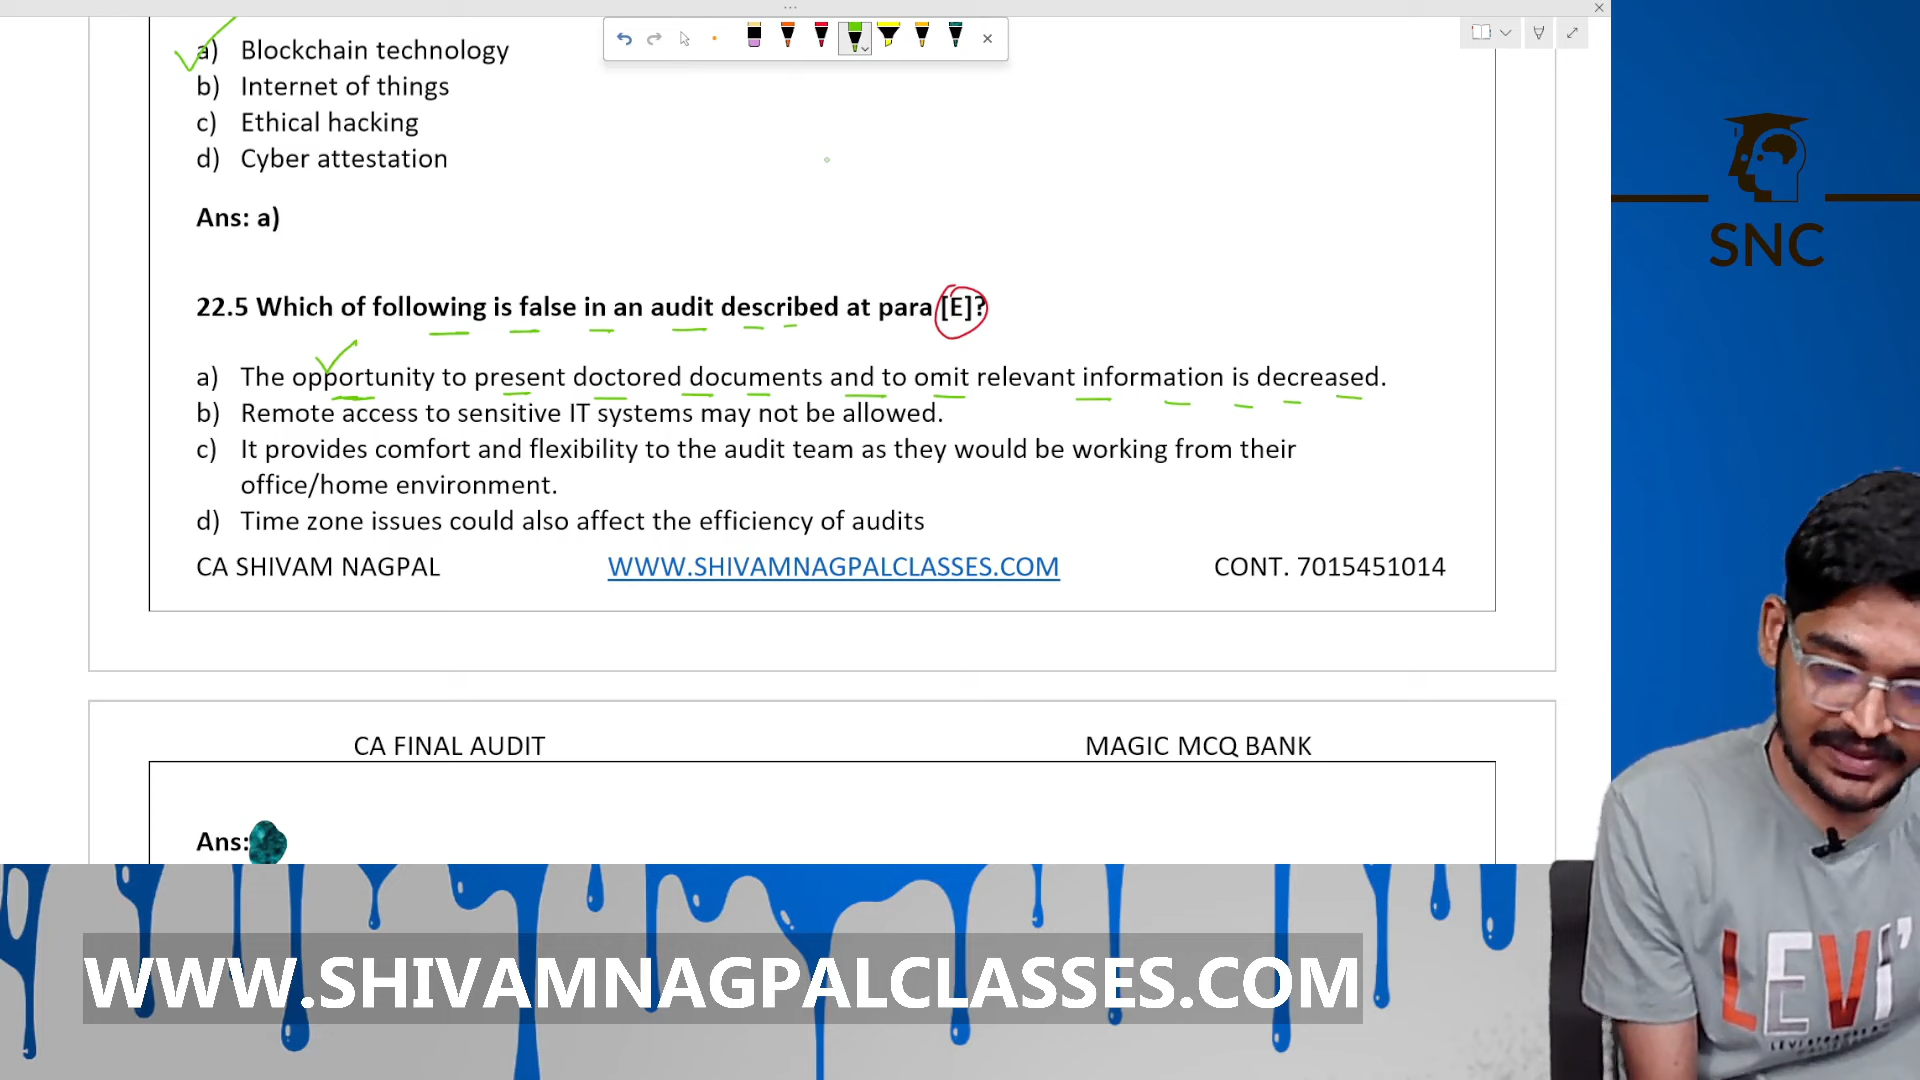 a) Blockchain technology
b) Internet of things
c) Ethical hacking
d) Cyber attestation
Ans: a)
22.5 Which of following is false in an audit described at para [E]?
a) The opportunity to present doctored documents and to omit relevant information is decreased.
b) Remote access to sensitive IT systems may not be allowed.
c) It provides comfort and flexibility to the audit team as they would be working from their
office/home environment.
d) Time zone issues could also affect the efficiency of audits
CA SHIVAM NAGPAL WWW.SHIVAMNAGPALCLASSES.COM CONT. 7015451014
CA FINAL AUDIT MAGIC MCQ BANK
Ans:
WWW.SHIVAMNAGPALCLASSES.COM
SNC
LEVI'